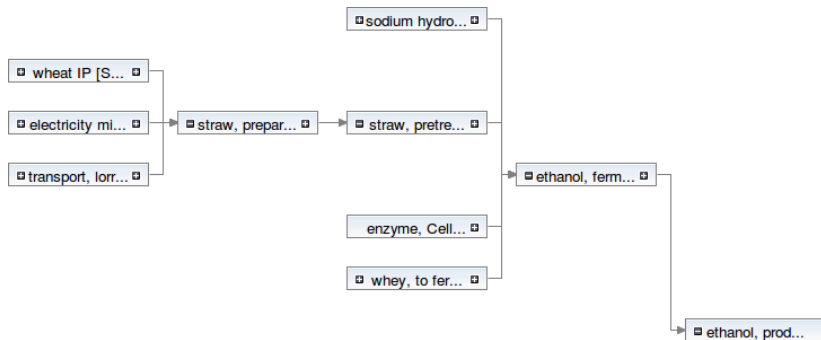 sodium hydro...
wheat IP [S...
electricity mi...
straw, prepar...
straw, pretre...
transport, lorr...
ethanol, ferm...
enzyme, Cell...
whey, to fer...
ethanol, prod...